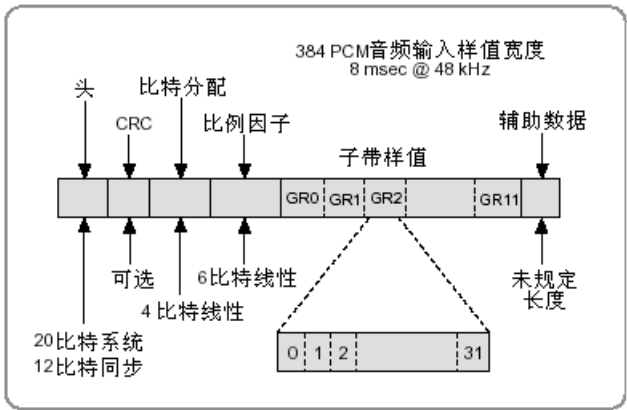 384 PCM音频输入样值宽度
8 msec @ 48 kHz
头
比特分配
CRC
比例因子
子带样值
辅助数据
GR0
GR1
GR2
GR11
可选
6比特线性
4 比特线性
未规定
长度
20比特系统
12比特同步
0
1
2
31